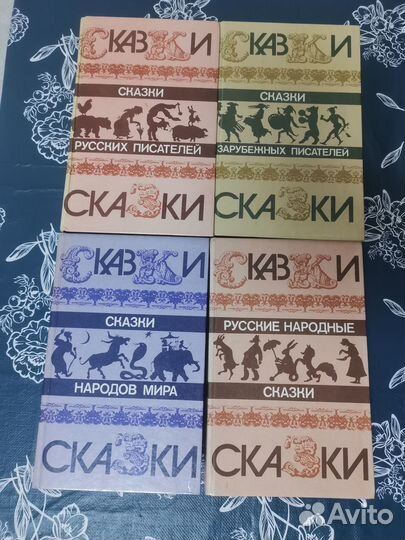 СКАЗКИ
СКАЗКИ
РУССКИХ ПИСАТЕЛЕЙ
СКАЗКИ
СКАЗКИ
СКАЗКИ
ЗАРУБЕЖНЫХ ПИСАТЕЛЕЙ
СКАЗКИ
СКАЗКИ
СКАЗКИ
НАРОДОВ МИРА
СКАЗКИ
СКАЗКИ
РУССКИЕ НАРОДНЫЕ
СКАЗКИ
СКАЗКИ
Avito